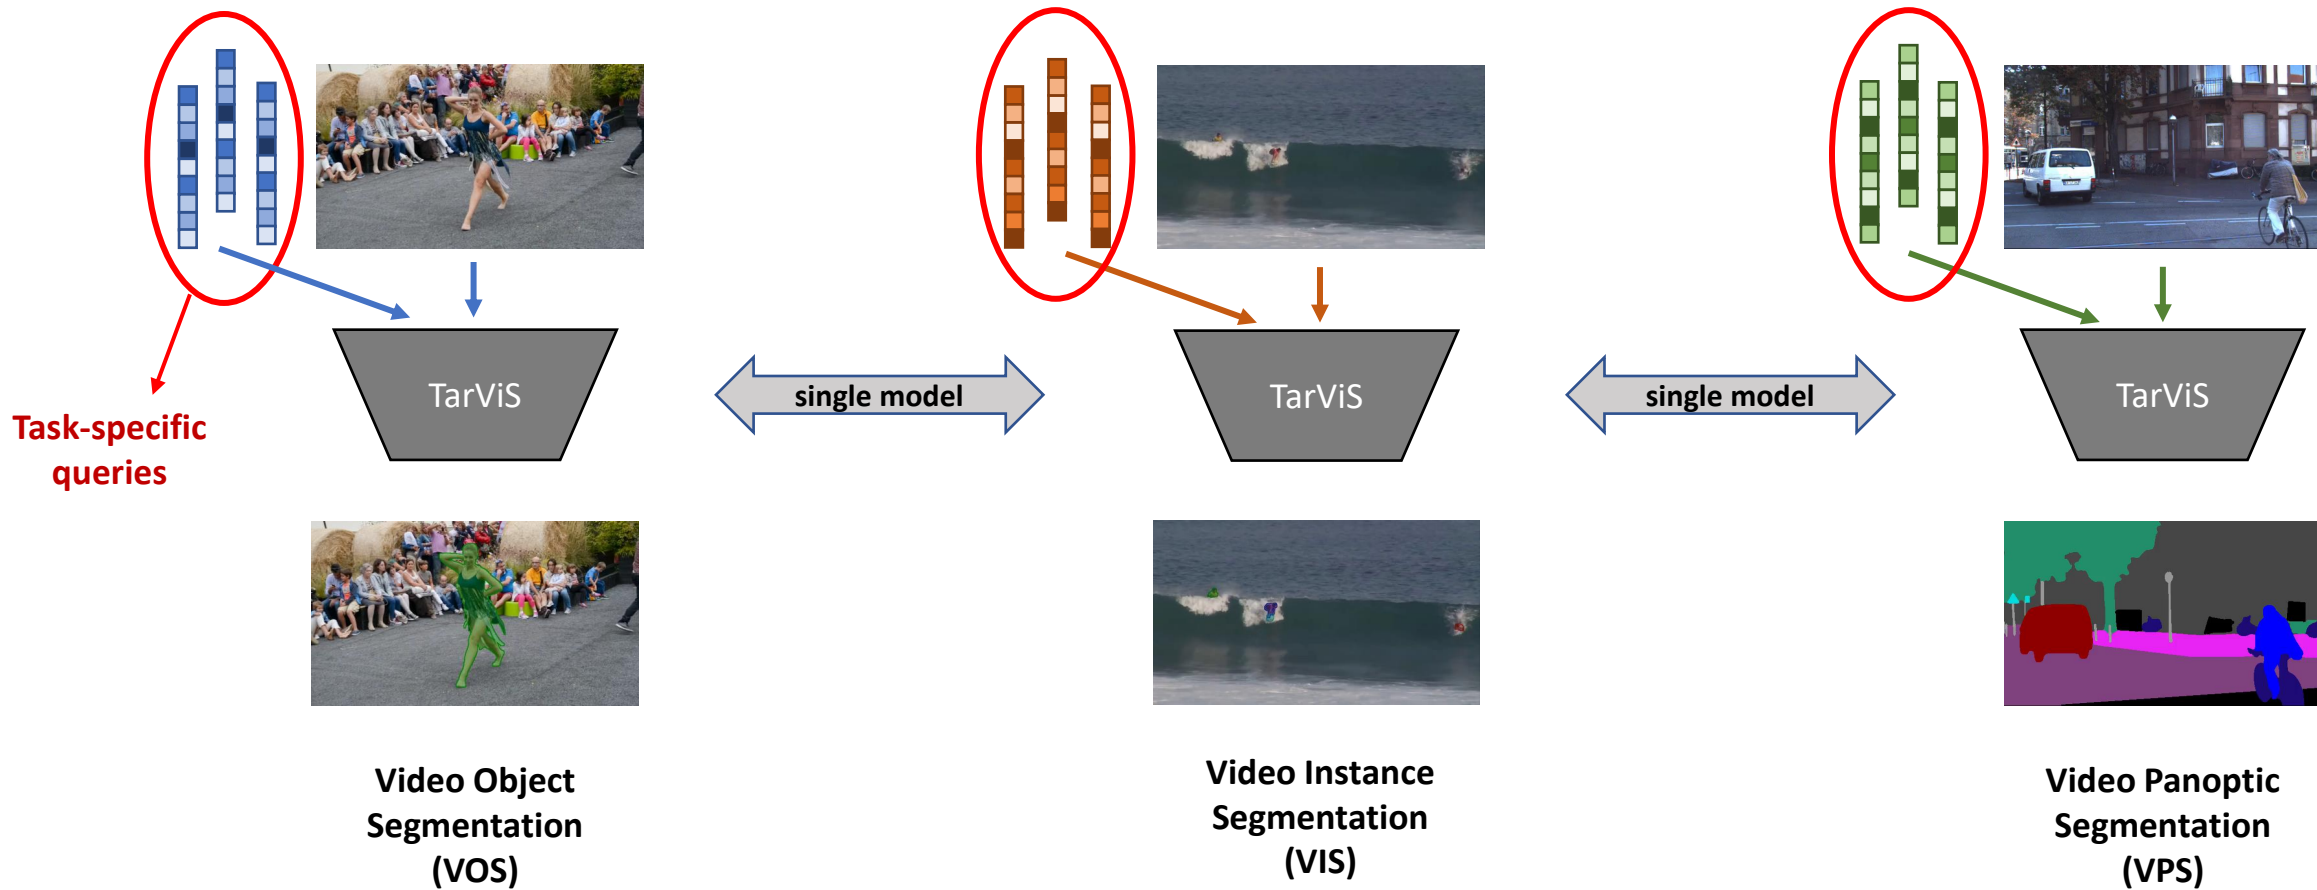 TarViS
single model
TarViS
single model
TarViS
Task-specific
queries
Video Object
Segmentation
(VOS)
Video Instance
Segmentation
(VIS)
Video Panoptic
Segmentation
(VPS)